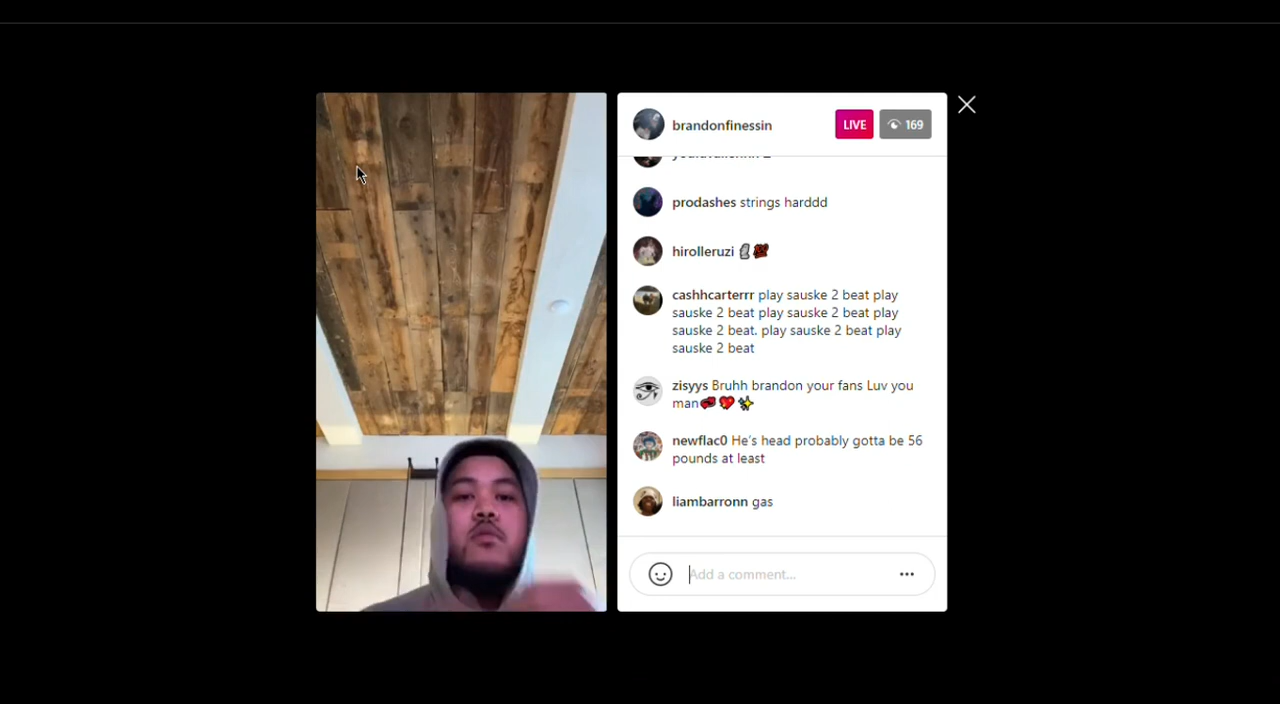 brandonfinessin
LIVE
169
prodashes strings harddd
hirolleruzi
cashhcarterrr play sauske 2 beat play
sauske 2 beat play sauske 2 beat play
sauske 2 beat. play sauske 2 beat play
sauske 2 beat
zisyys Bruhh brandon your fans Luv you
man
newflac0 He's head probably gotta be 56
pounds at least
liambarronn gas
Add a comment...